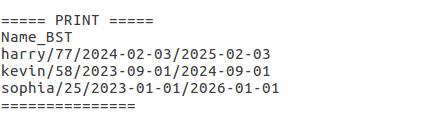 ===== PRINT =====
Name_BST
harry/77/2024-02-03/2025-02-03
kevin/58/2023-09-01/2024-09-01
sophia/25/2023-01-01/2026-01-01
===============